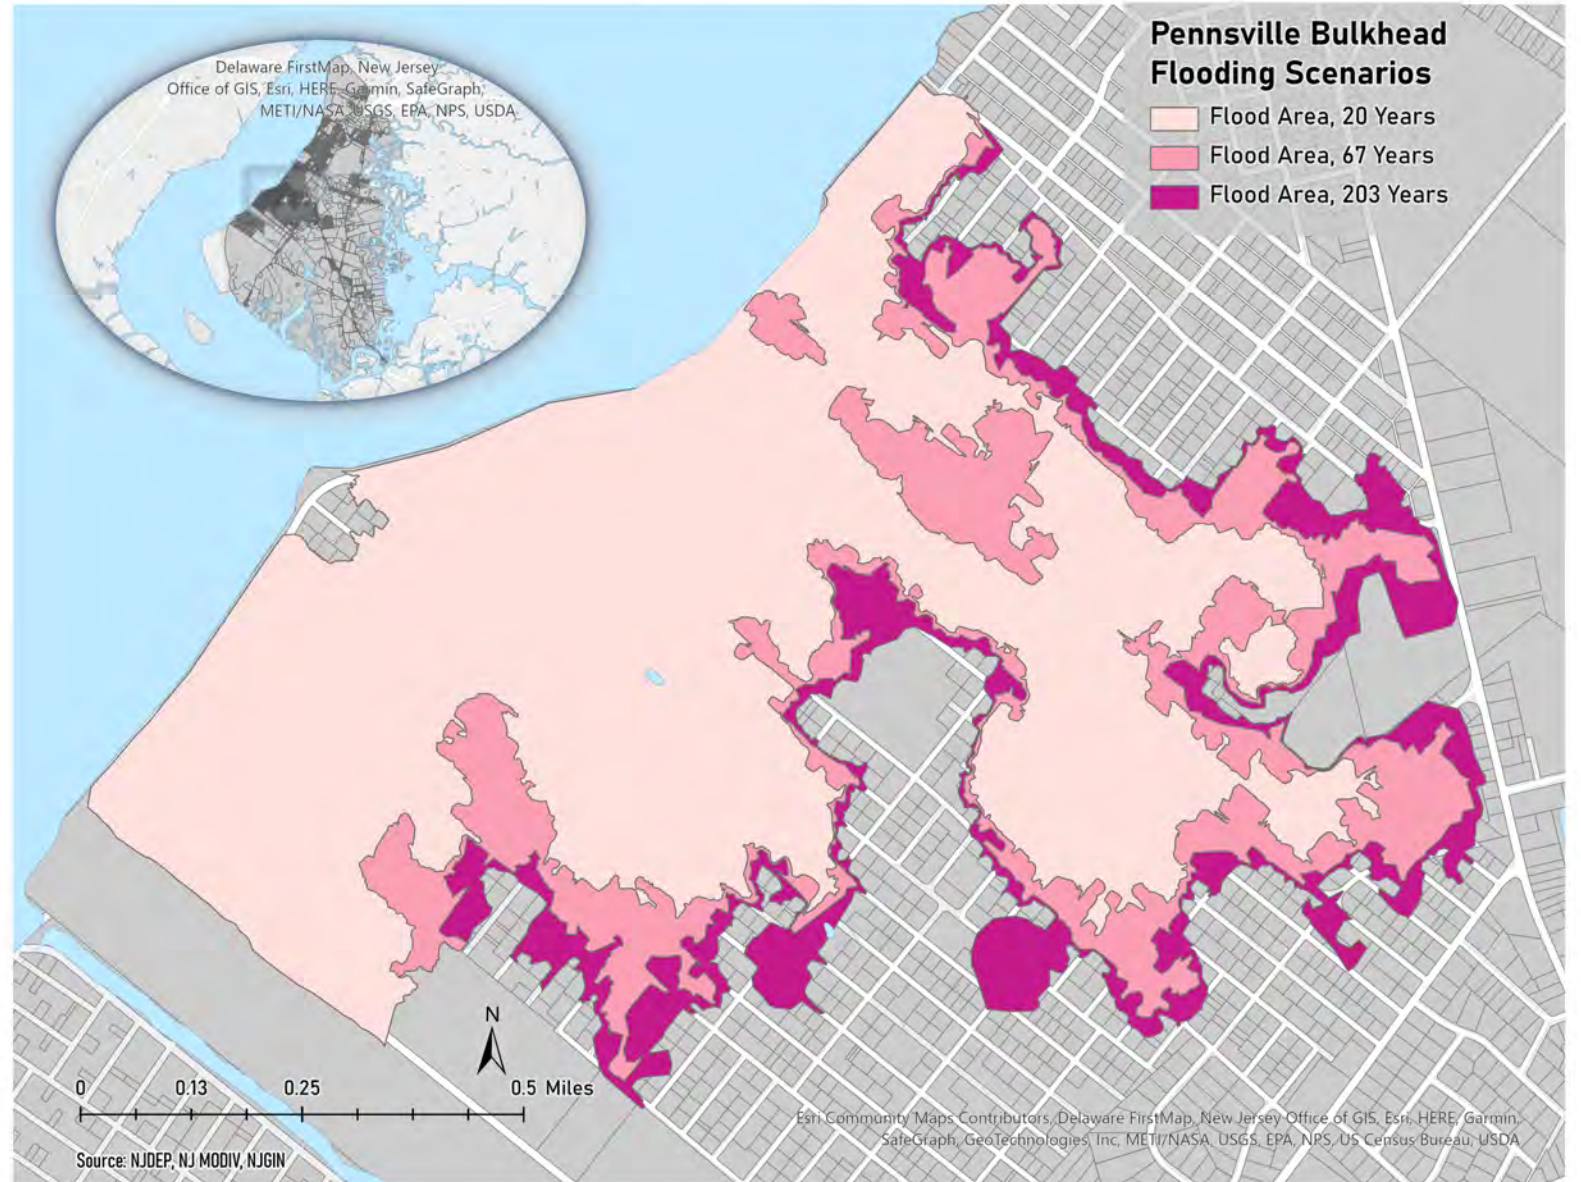 Delaware FirstMap, New Jersey
Office of GIS, Esri, HERE, Garmin, SafeGraph,
METI/NASA, USGS, EPA, NPS, USDA
Pennsville Bulkhead
Flooding Scenarios
Flood Area, 20 Years
Flood Area, 67 Years
Flood Area, 203 Years
N
0 0.13 0.25 0.5 Miles
Esri Community Maps Contributors, Delaware FirstMap, New Jersey Office of GIS, Esri, HERE, Garmin,
SafeGraph, GeoTechnologies, Inc, METI/NASA, USGS, EPA, NPS, US Census Bureau, USDA
Source: NJDEP, NJ MODIV, NJGIN